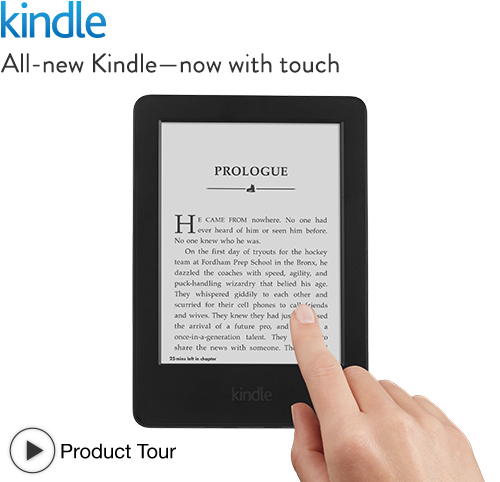 kindle
All-new Kindle—now with touch
PROLOGUE
HE CAME FROM nowhere. No one had
ever heard of him or seen him before.
No one knew who he was.
On the first day of tryouts for the hockey
team at Fordham Prep School in the Bronx, he
dazzled the coaches with speed, agility, and
puck-handling wizardry that belied his age.
They whispered giddily to each other and
scurried for their cell phones to call friends
and wives. They knew they had just
the arrival of a future pro, and
once-in-a-generation talent. They to
share the news with someone.
25 mins left in chapter
kindle
Product Tour